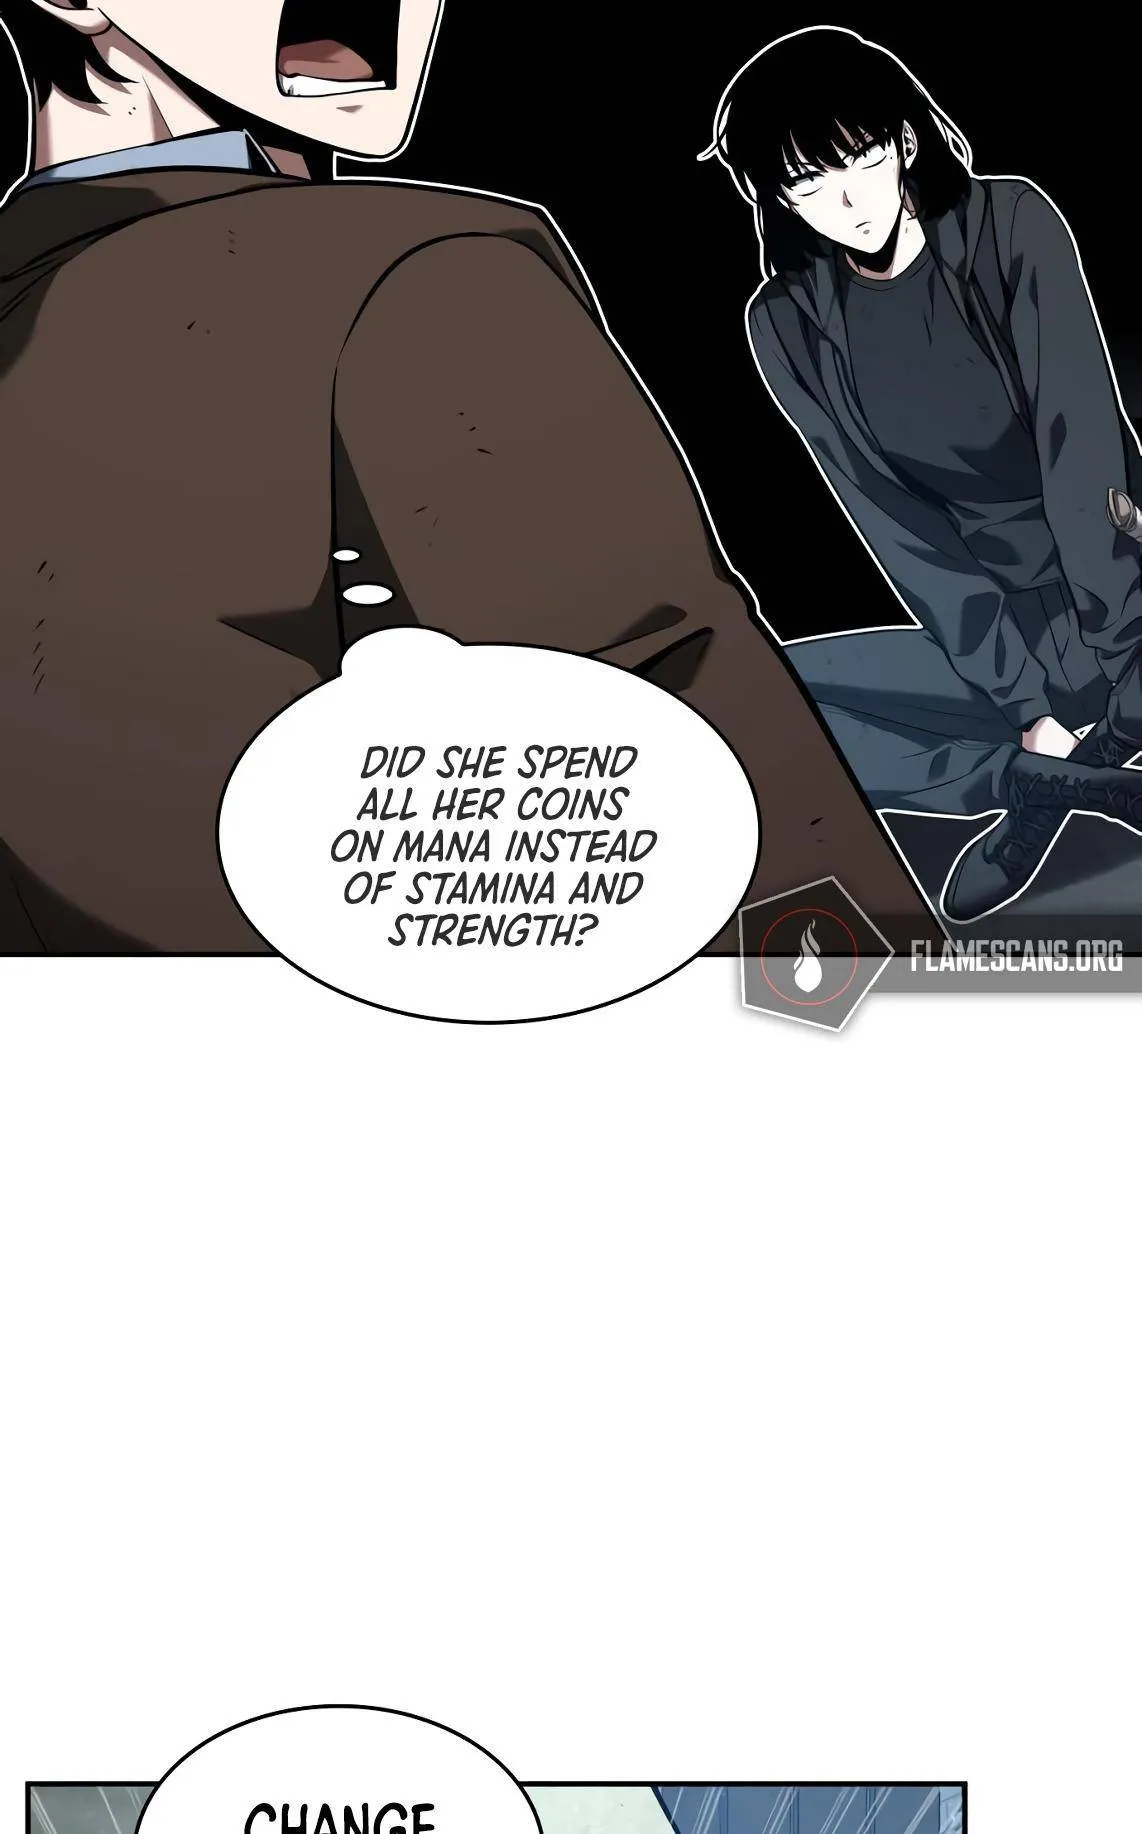 DID SHE SPEND
ALL HER COINS
ON MANA INSTEAD
OF STAMINA AND
STRENGTH?
FLAMESCANS.ORG
CHANGE